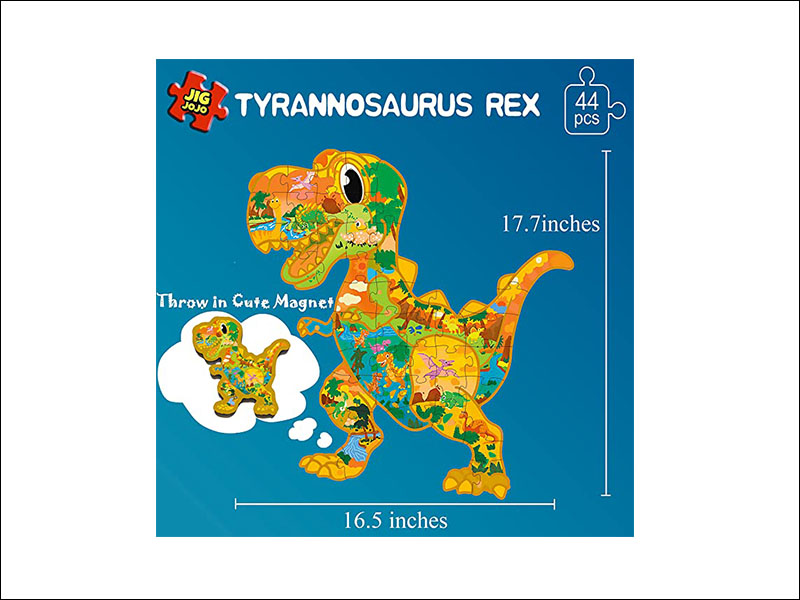 JIG
JOJO
TYRANNOSAURUS REX
44
pcs
17.7inches
Throw in Cute Magnet
16.5 inches